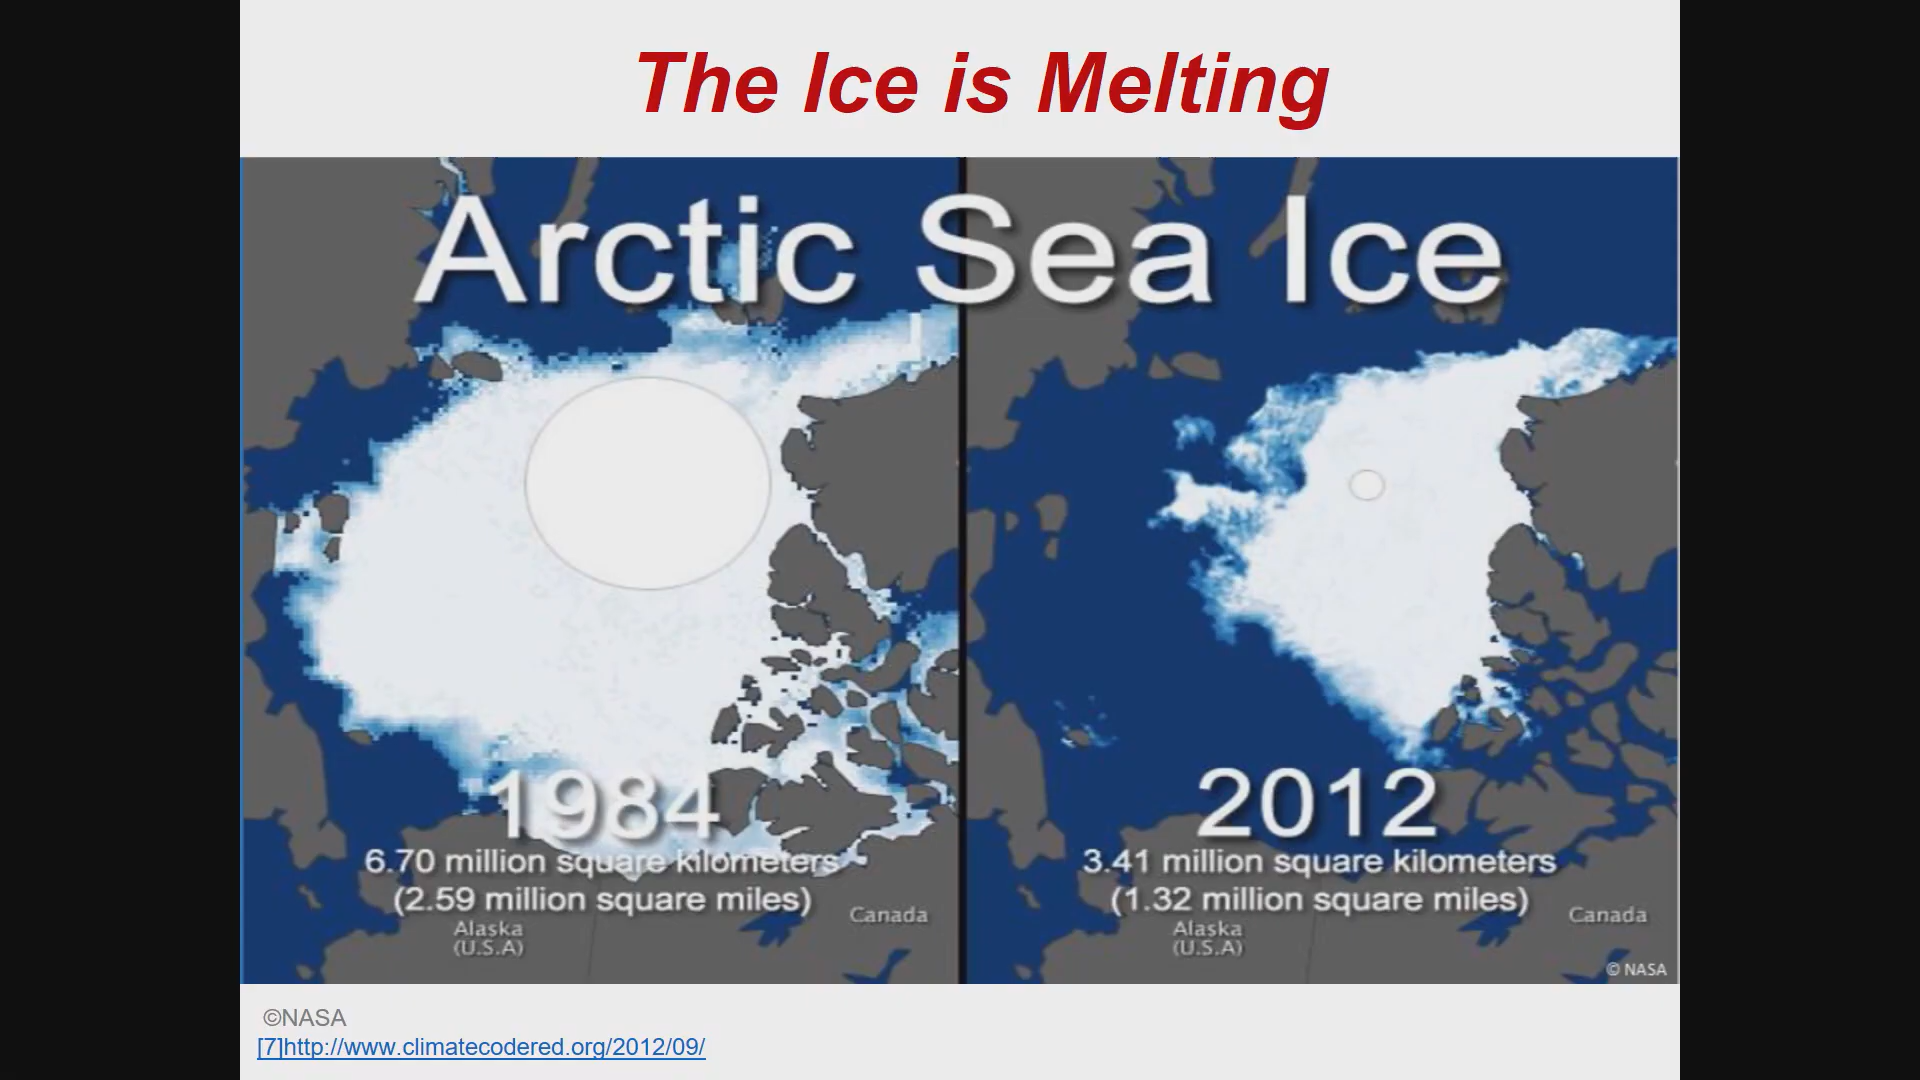 The Ice is Melting
Arctic Sea Ice
1984
6.70 million square kilometers
(2.59 million square miles)
Alaska
(U.S.A)
Canada
2012
3.41 million square kilometers
(1.32 million square miles)
Alaska
(U.S.A)
Canada
© NASA
©NASA
[7]http://www.climatecodered.org/2012/09/